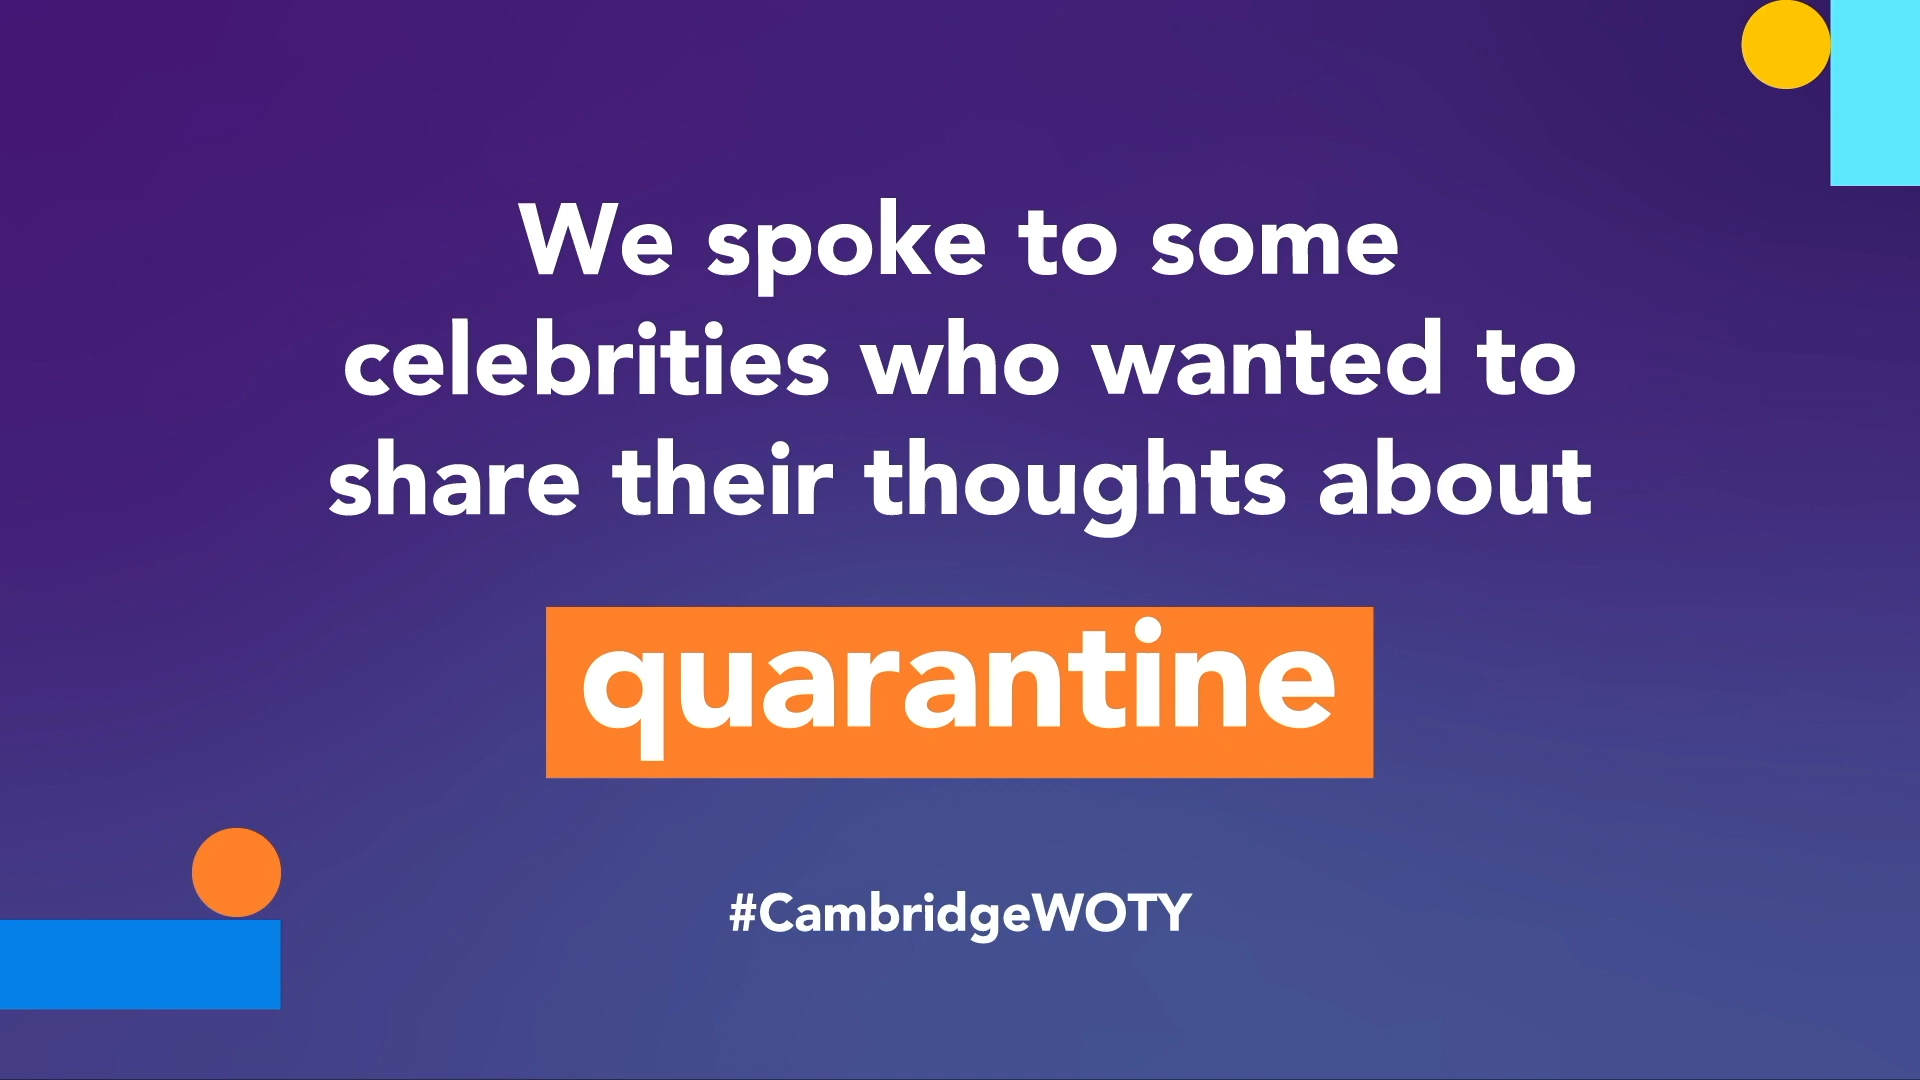 We spoke to some
celebrities who wanted to
share their thoughts about
quarantine
#CambridgeWOTY